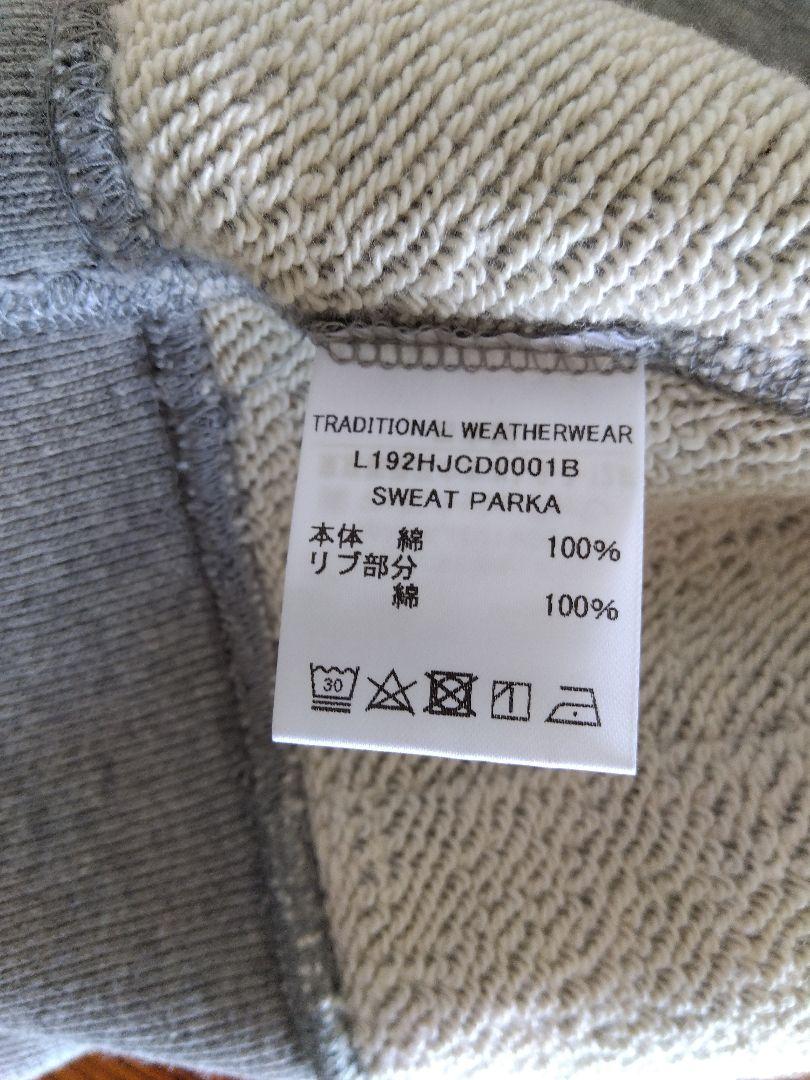 TRADITIONAL WEATHERWEAR
L192HJCD0001B
SWEAT PARKA
本体 綿 100%
リブ部分
綿 100%
30